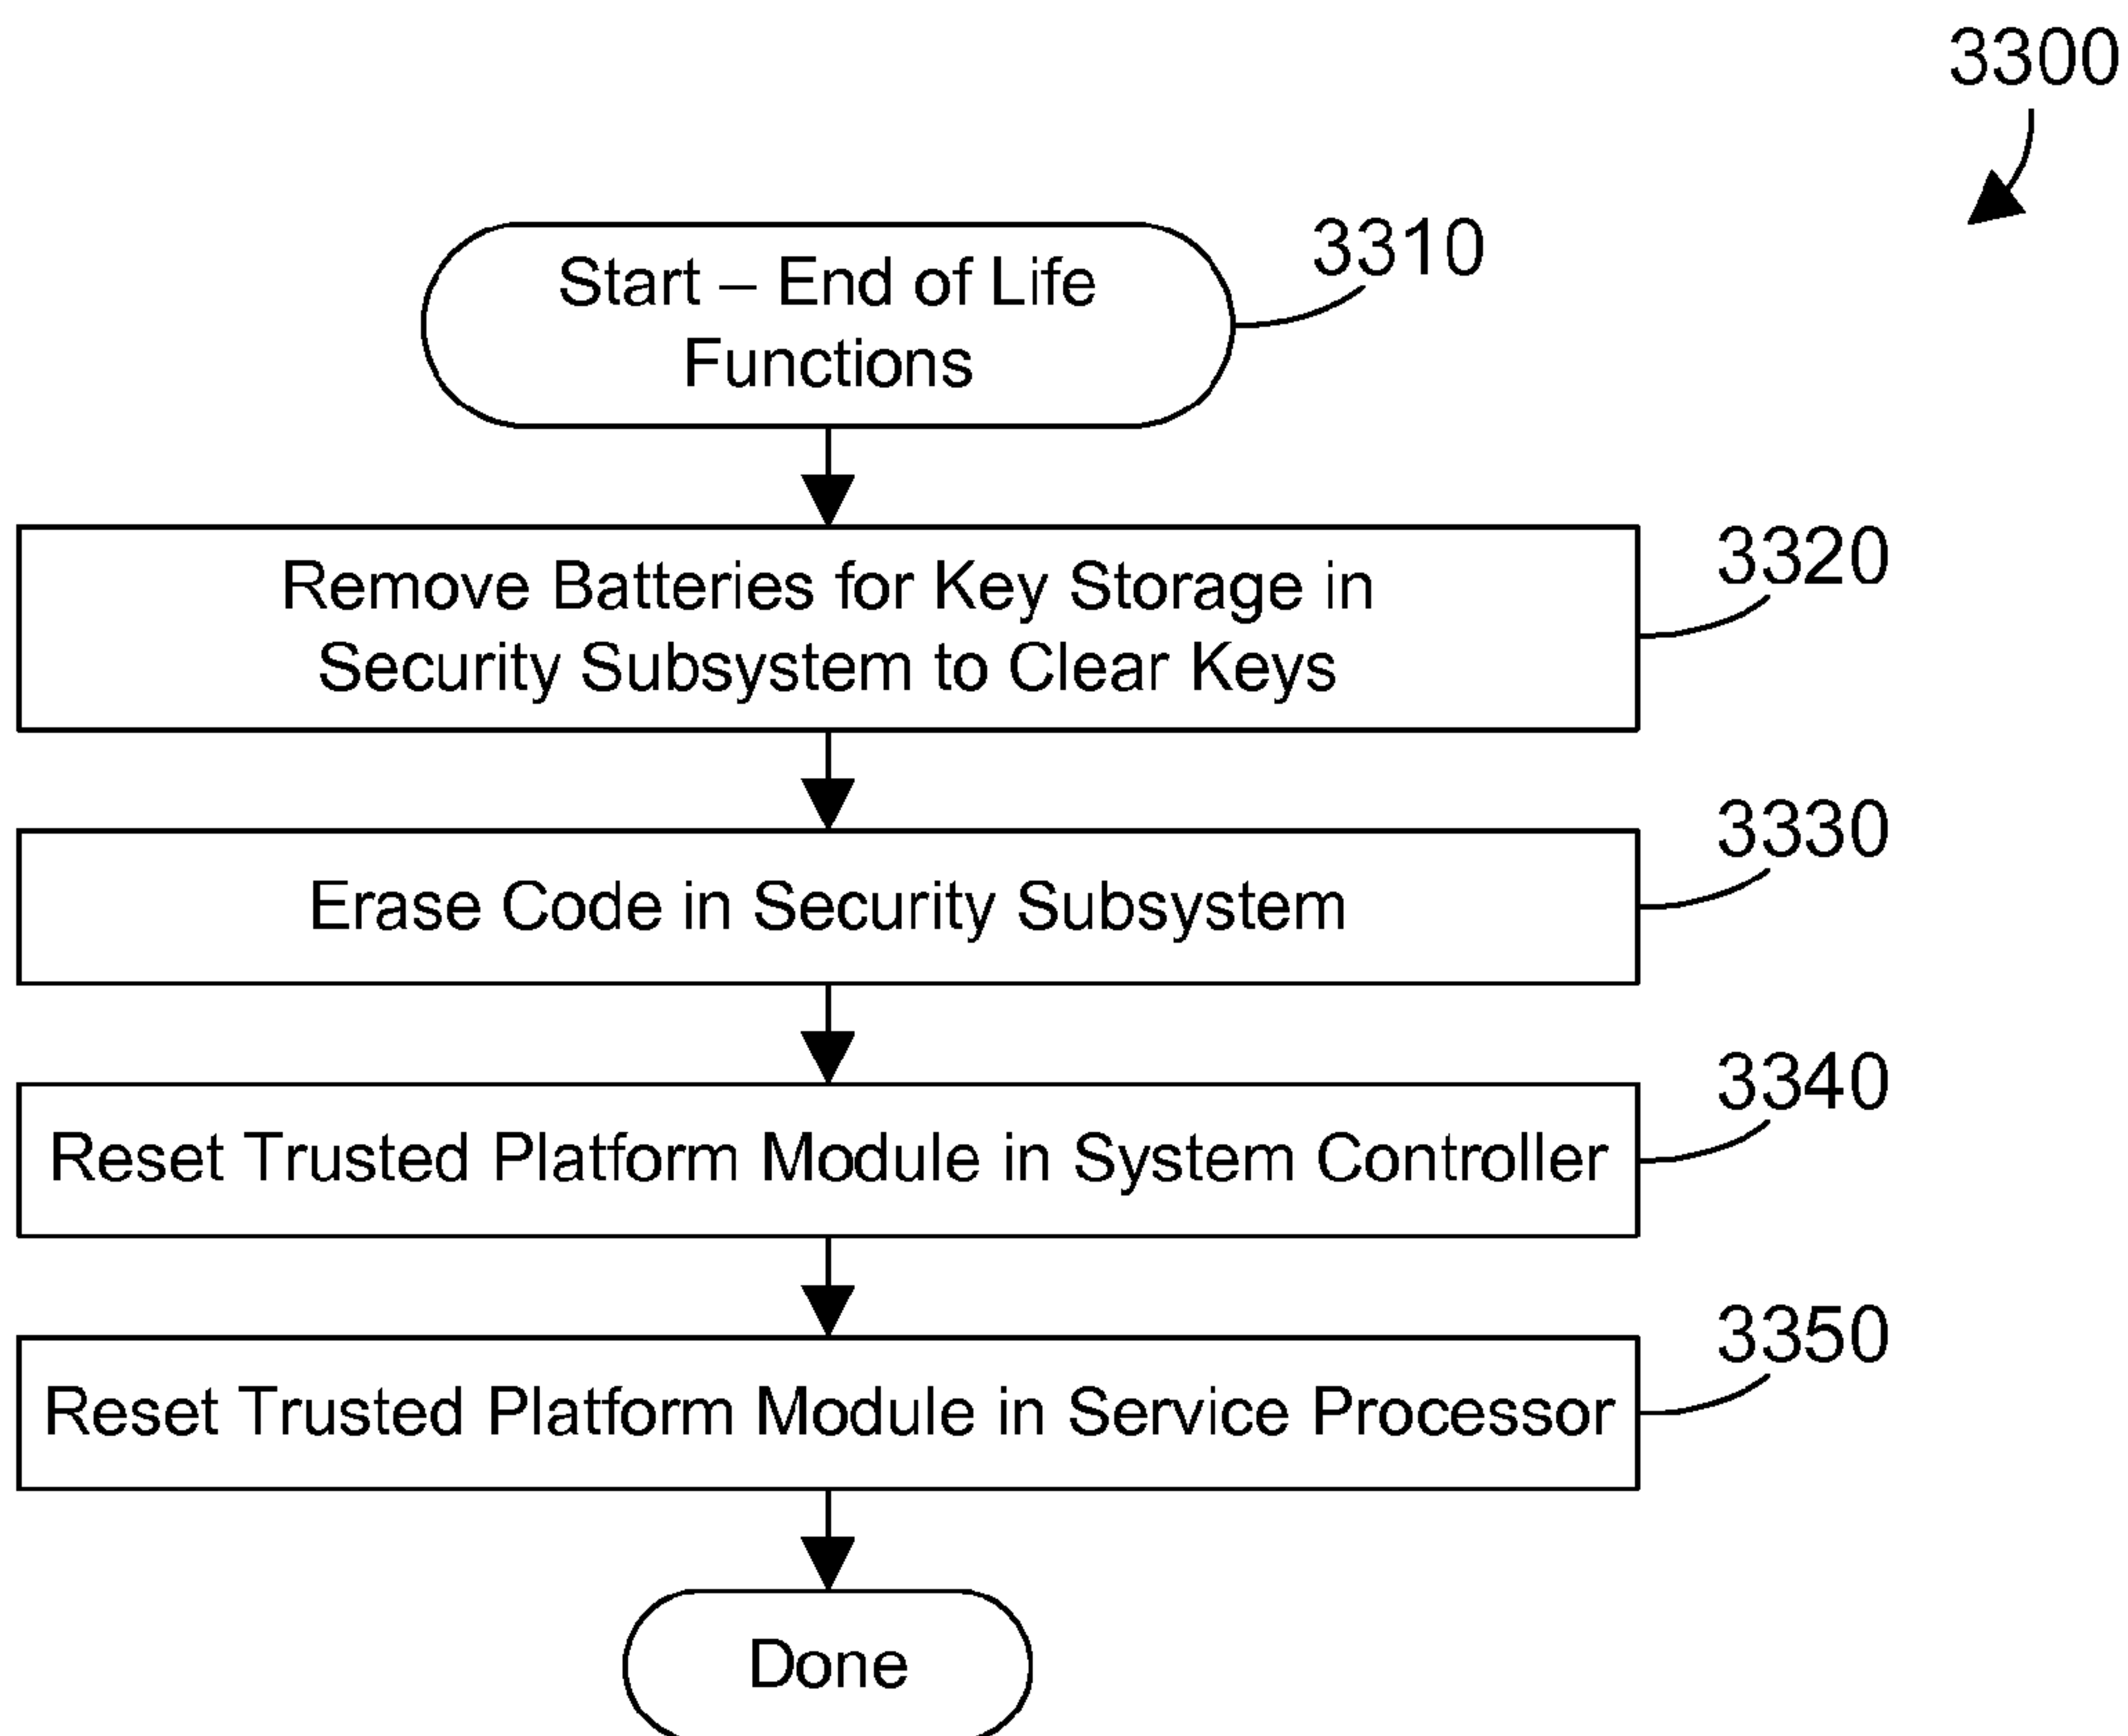 3300
Start – End of Life
Functions
3310
Remove Batteries for Key Storage in
Security Subsystem to Clear Keys
3320
Erase Code in Security Subsystem
3330
Reset Trusted Platform Module in System Controller
3340
Reset Trusted Platform Module in Service Processor
3350
Done